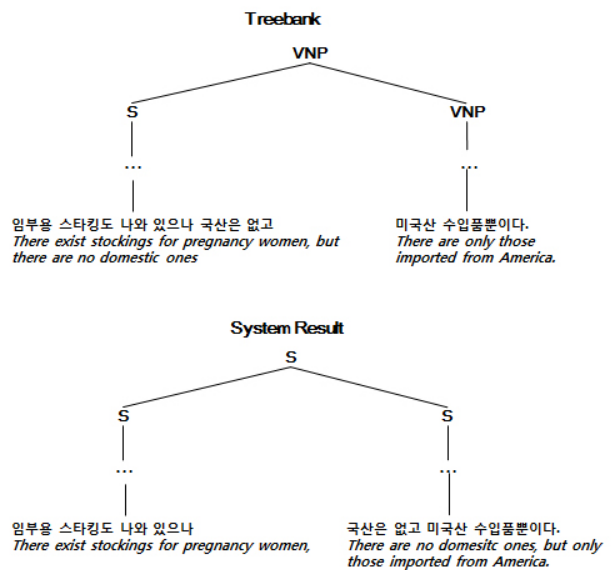 Treebank
VNP
S VNP
... ...
임부용 스타킹도 나와 있으나 국산은 없고 미국산 수입품뿐이다.
There exist stockings for pregnancy women, but There are only those
there are no domestic ones imported from America.
System Result
S
S S
... ...
임부용 스타킹도 나와 있으나 국산은 없고 미국산 수입품뿐이다.
There exist stockings for pregnancy women, There are no domesitc ones, but only
those imported from America.